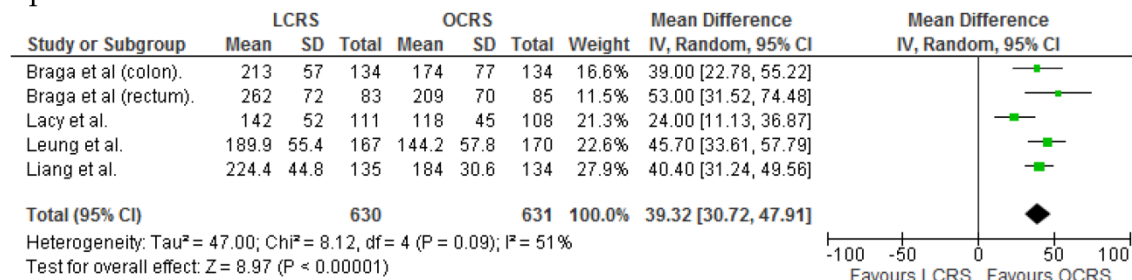 LCRS OCRS Mean Difference Mean Difference
Study or Subgroup Mean SD Total Mean SD Total Weight IV, Random, 95% CI IV, Random, 95% CI
Braga et al (colon). 213 57 134 174 77 134 16.6% 39.00 [22.78, 55.22]
Braga et al (rectum). 262 72 83 209 70 85 11.5% 53.00 [31.52, 74.48]
Lacy et al. 142 52 111 118 45 108 21.3% 24.00 [11.13, 36.87]
Leung et al. 189.9 55.4 167 144.2 57.8 170 22.6% 45.70 [33.61, 57.79]
Liang et al. 224.4 44.8 135 184 30.6 134 27.9% 40.40 [31.24, 49.56]
Total (95% CI) 630 631 100.0% 39.32 [30.72, 47.91]
Heterogeneity: Tau² = 47.00; Chi² = 8.12, df = 4 (P = 0.09); I² = 51%
Test for overall effect: Z = 8.97 (P < 0.00001)
-100 -50 0 50 100
Favours LCRS Favours OCRS